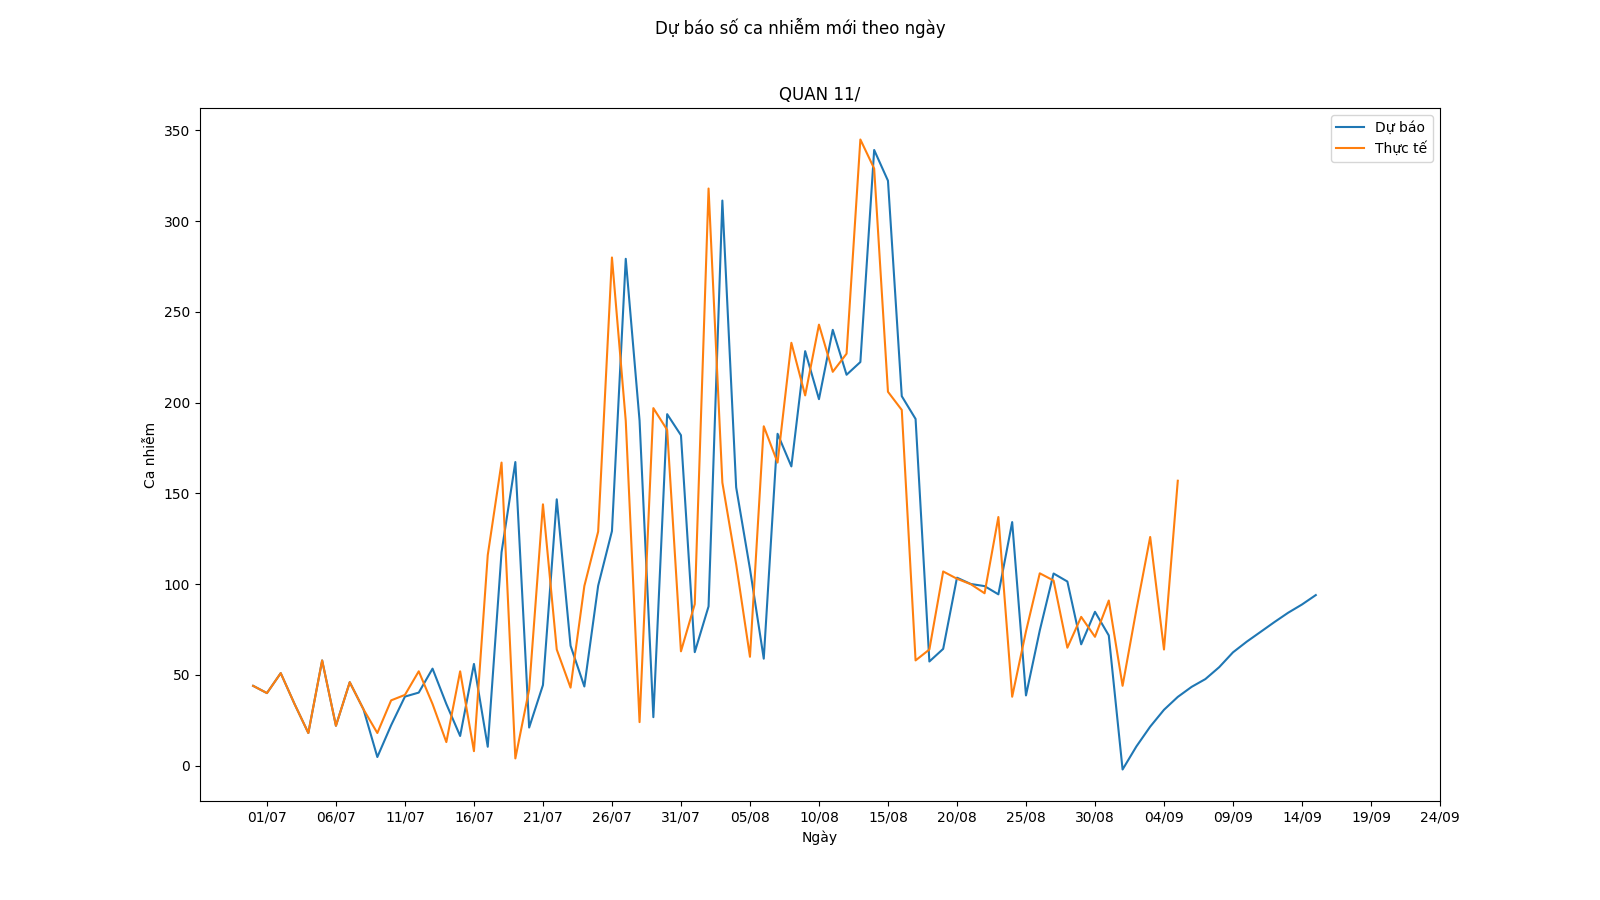 Dự báo số ca nhiễm mới theo ngày
QUAN 11/
Dự báo
Thực tế
350
300
250
200
150
100
50
0
Ca nhiễm
01/07 06/07 11/07 16/07 21/07 26/07 31/07 05/08 10/08 15/08 20/08 25/08 30/08 04/09 09/09 14/09 19/09 24/09
Ngày